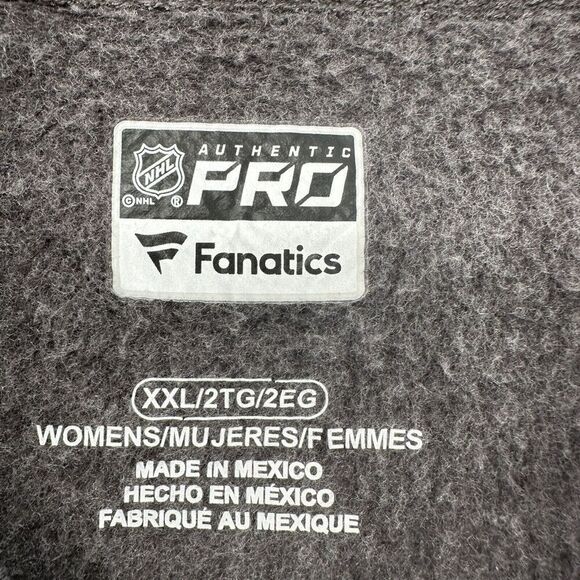 AUTHENTIC
NHL PRO
©NHL ®
Fanatics
XXL/2TG/2EG
WOMENS/MUJERES/FEMMES
MADE IN MEXICO
HECHO EN MÉXICO
FABRIQUÉ AU MEXIQUE